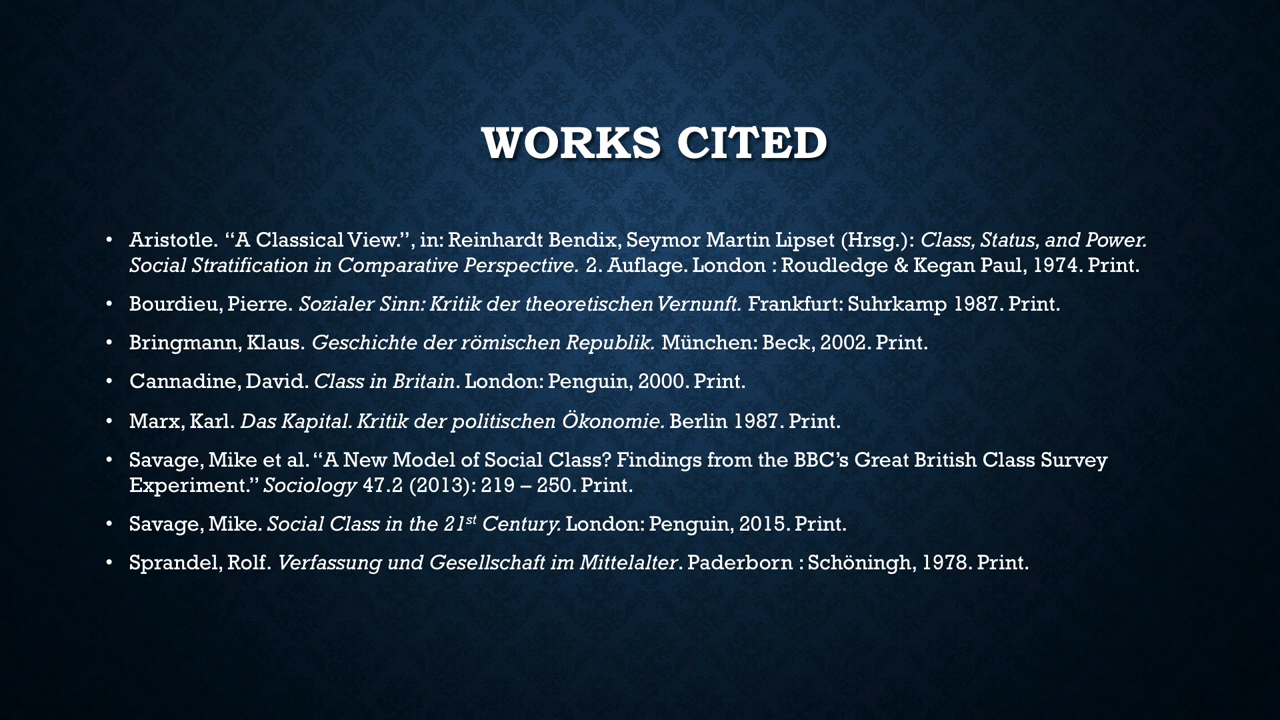 WORKS CITED
• Aristotle. “A Classical View.”, in: Reinhardt Bendix, Seymor Martin Lipset (Hrsg.): Class, Status, and Power.
Social Stratification in Comparative Perspective. 2. Auflage. London : Roudledge & Kegan Paul, 1974. Print.
• Bourdieu, Pierre. Sozialer Sinn: Kritik der theoretischen Vernunft. Frankfurt: Suhrkamp 1987. Print.
• Bringmann, Klaus. Geschichte der römischen Republik. München: Beck, 2002. Print.
• Cannadine, David. Class in Britain. London: Penguin, 2000. Print.
• Marx, Karl. Das Kapital. Kritik der politischen Ökonomie. Berlin 1987. Print.
• Savage, Mike et al. “A New Model of Social Class? Findings from the BBC’s Great British Class Survey
Experiment.” Sociology 47.2 (2013): 219 – 250. Print.
• Savage, Mike. Social Class in the 21st Century. London: Penguin, 2015. Print.
• Sprandel, Rolf. Verfassung und Gesellschaft im Mittelalter. Paderborn : Schöningh, 1978. Print.